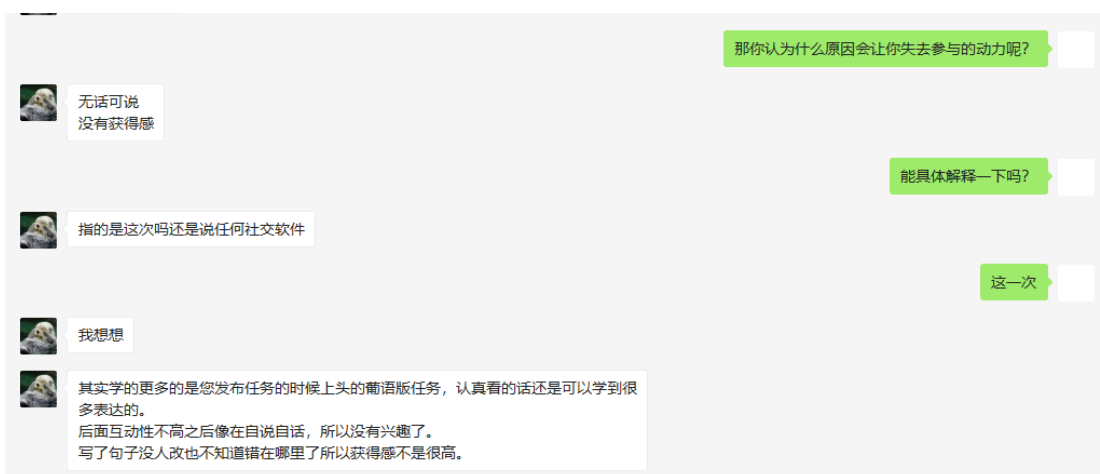 那你认为什么原因会让你失去参与的动力呢？
无话可说
没有获得感
能具体解释一下吗？
指的是这次吗还是说任何社交软件
这一次
我想想
其实学的更多的是您发布任务的时候上头的葡语版任务，认真看的话还是可以学到很
多表达的。
后面互动性不高之后像在自说自话，所以没有兴趣了。
写了句子没人改也不知道错在哪里了所以获得感不是很高。